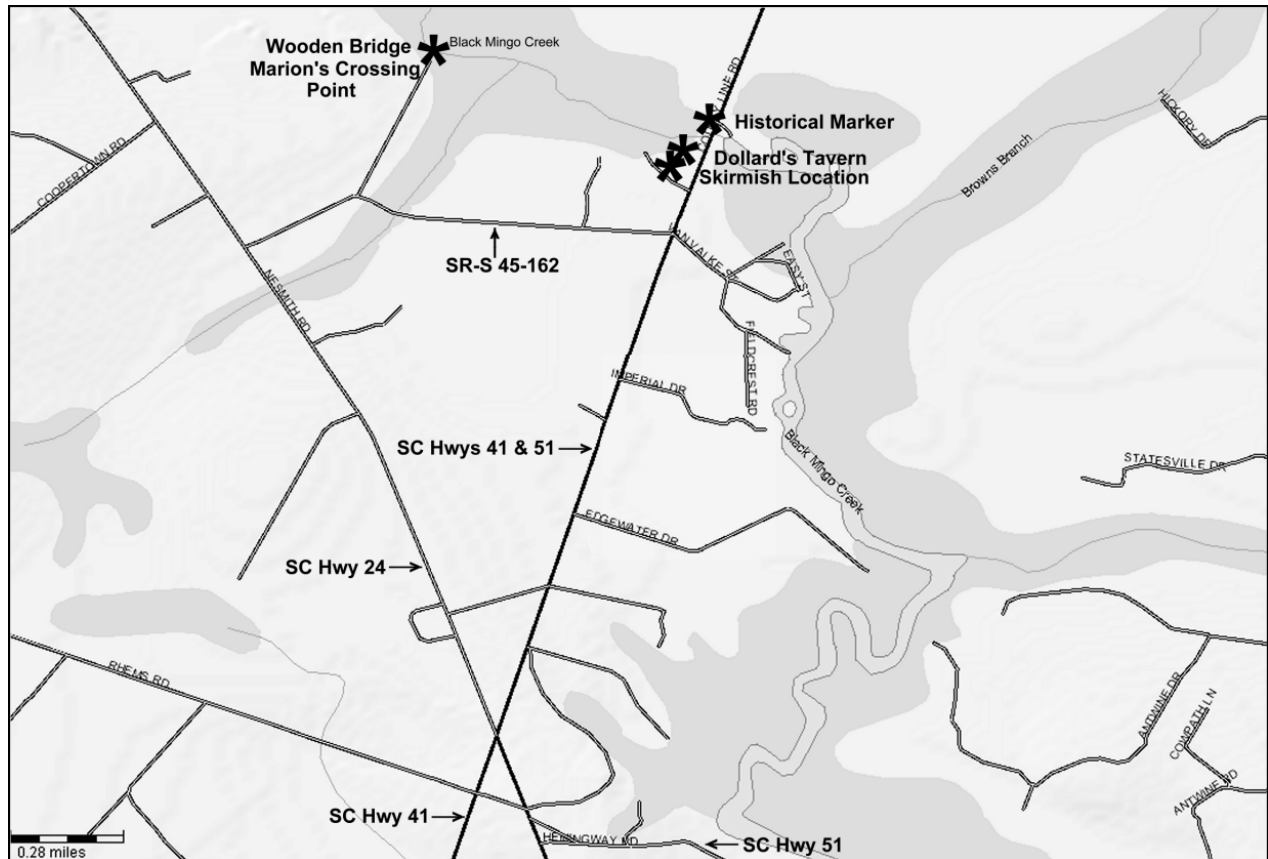 Wooden Bridge
Marion's Crossing
Point
Black Mingo Creek
LINE RD
Historical Marker
Dollard's Tavern
Skirmish Location
HICKORY DR
Browns Branch
COOPERTOWN RD
SR-S 45-162
EASY ST
NESMITH RD
FIELDCREST RD
IMPERIAL DR
SC Hwys 41 & 51
Black Mingo Creek
STATESVILLE DR
EDGEWATER DR
SC Hwy 24
RHEMS RD
ANTWINE DR
COWPATH LN
ANTWINE RD
SC Hwy 41
HEMINGWAY RD
SC Hwy 51
0.28 miles